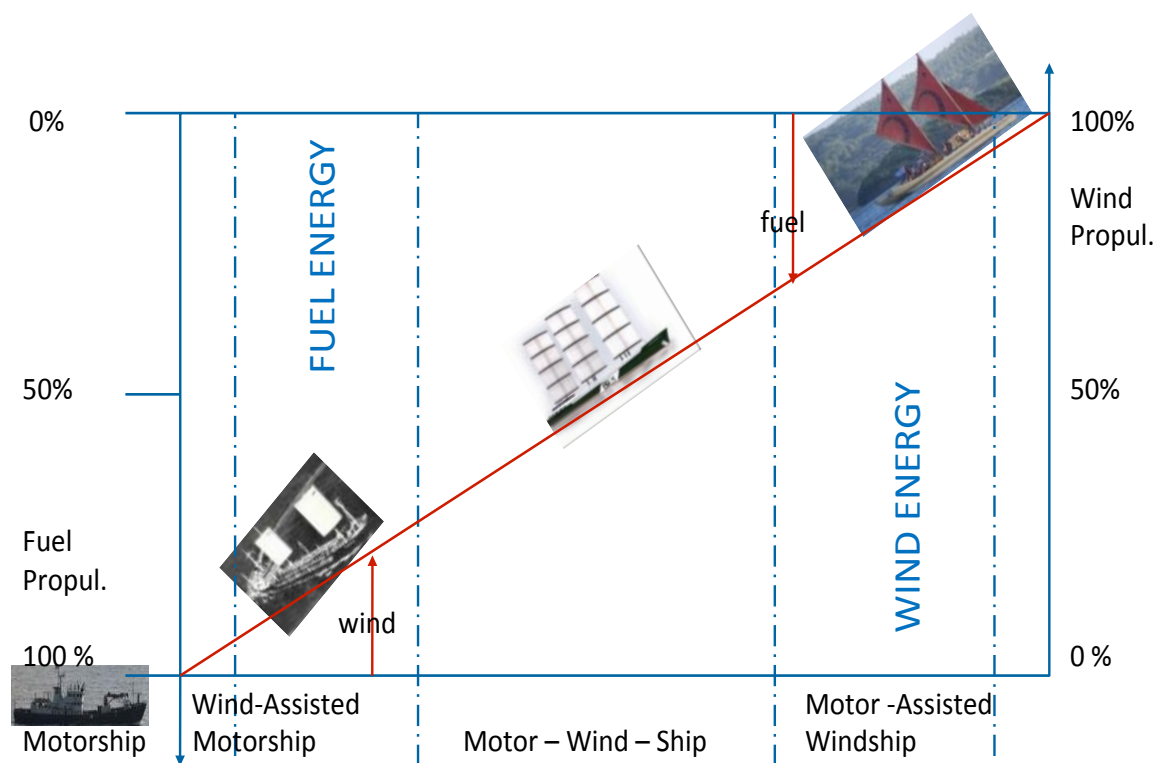 0%
100%
FUEL ENERGY
Wind
Propul.
fuel
50%
50%
WIND ENERGY
Fuel
Propul.
wind
100 %
0 %
Motorship
Wind-Assisted
Motorship
Motor – Wind – Ship
Motor -Assisted
Windship